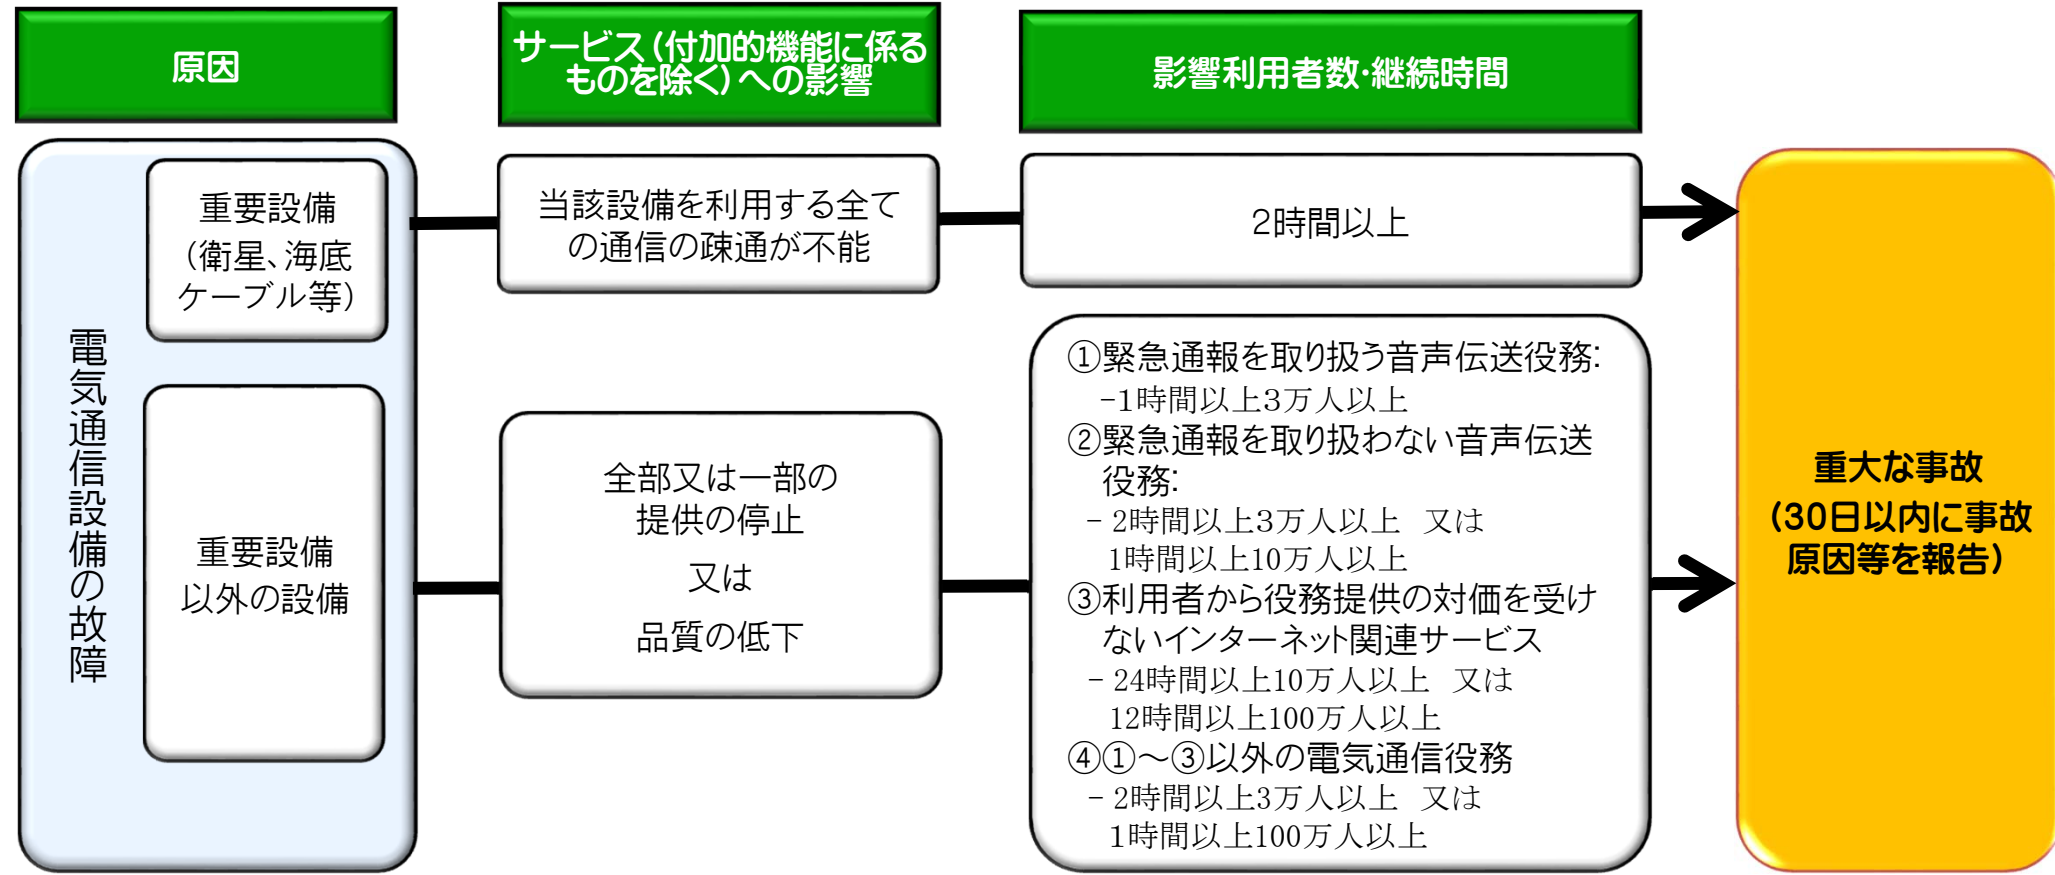 原因
サービス(付加的機能に係る
ものを除く)への影響
影響利用者数・継続時間
電気通信設備の故障
重要設備
(衛星、海底
ケーブル等)
当該設備を利用する全て
の通信の疎通が不能
2時間以上
重要設備
以外の設備
全部又は一部の
提供の停止
又は
品質の低下
①緊急通報を取り扱う音声伝送役務:
-1時間以上3万人以上
②緊急通報を取り扱わない音声伝送
役務:
- 2時間以上3万人以上 又は
1時間以上10万人以上
③利用者から役務提供の対価を受け
ないインターネット関連サービス
- 24時間以上10万人以上 又は
12時間以上100万人以上
④①~③以外の電気通信役務
- 2時間以上3万人以上 又は
1時間以上100万人以上
重大な事故
(30日以内に事故
原因等を報告)